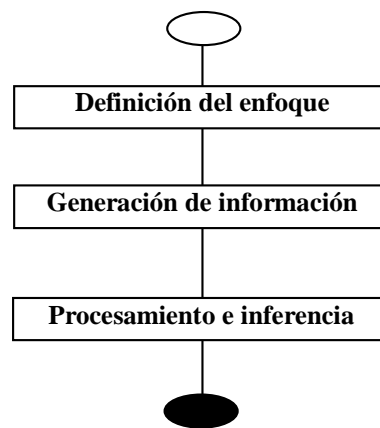 Definición del enfoque
Generación de información
Procesamiento e inferencia